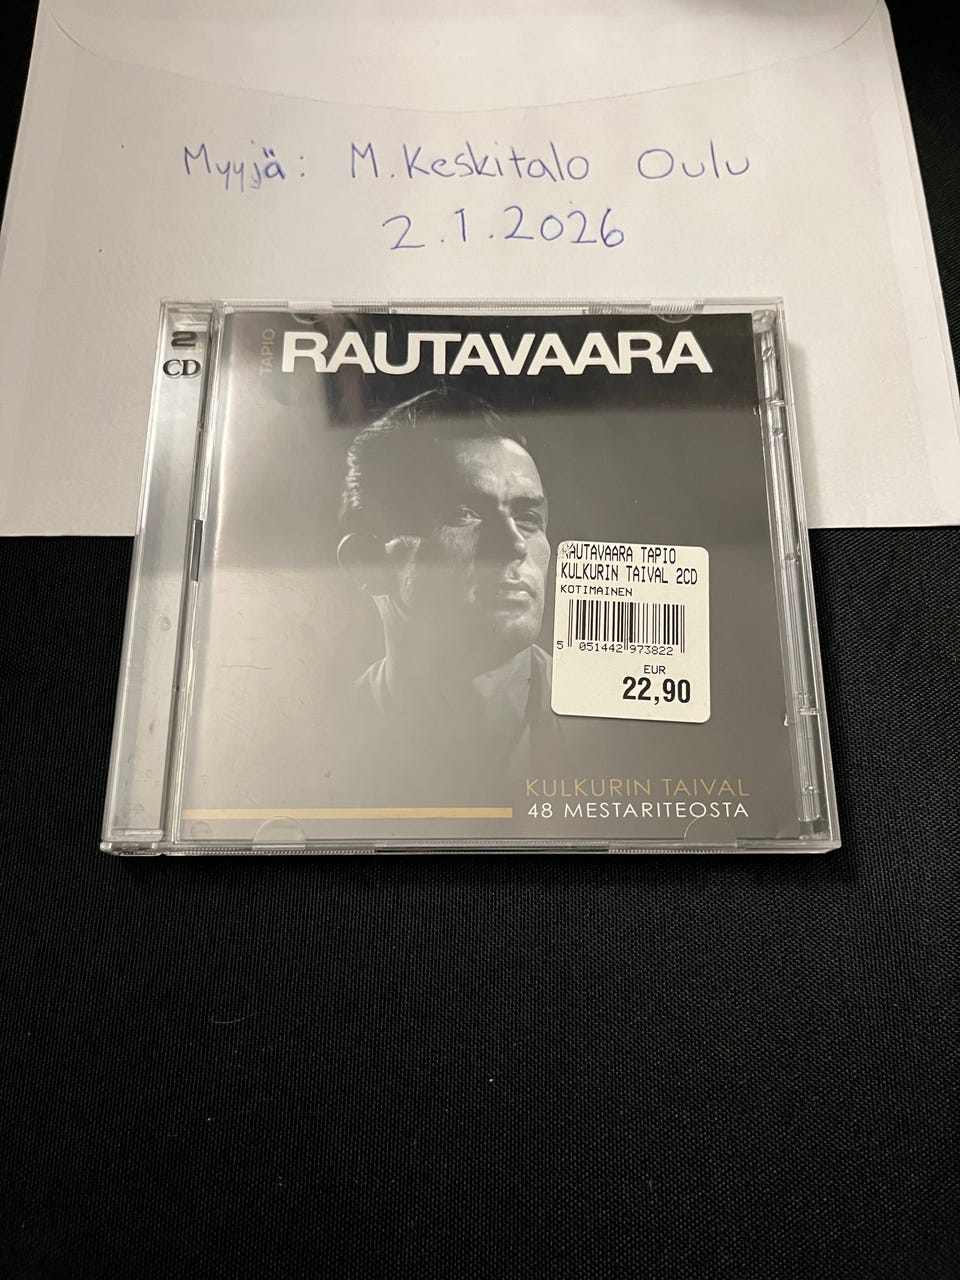 Myyjä: M. Keskitalo Oulu
2.1.2026
2
CD
TAPIO
RAUTAVAARA
RAUTAVAARA TAPIO
KULKURIN TAIVAL 2CD
KOTIMAINEN
5 051442 973822
EUR
22,90
KULKURIN TAIVAL
48 MESTARITEOSTA